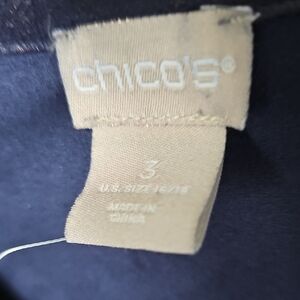 chico's®
3
U.S. SIZE 16/18
MADE IN
CHINA